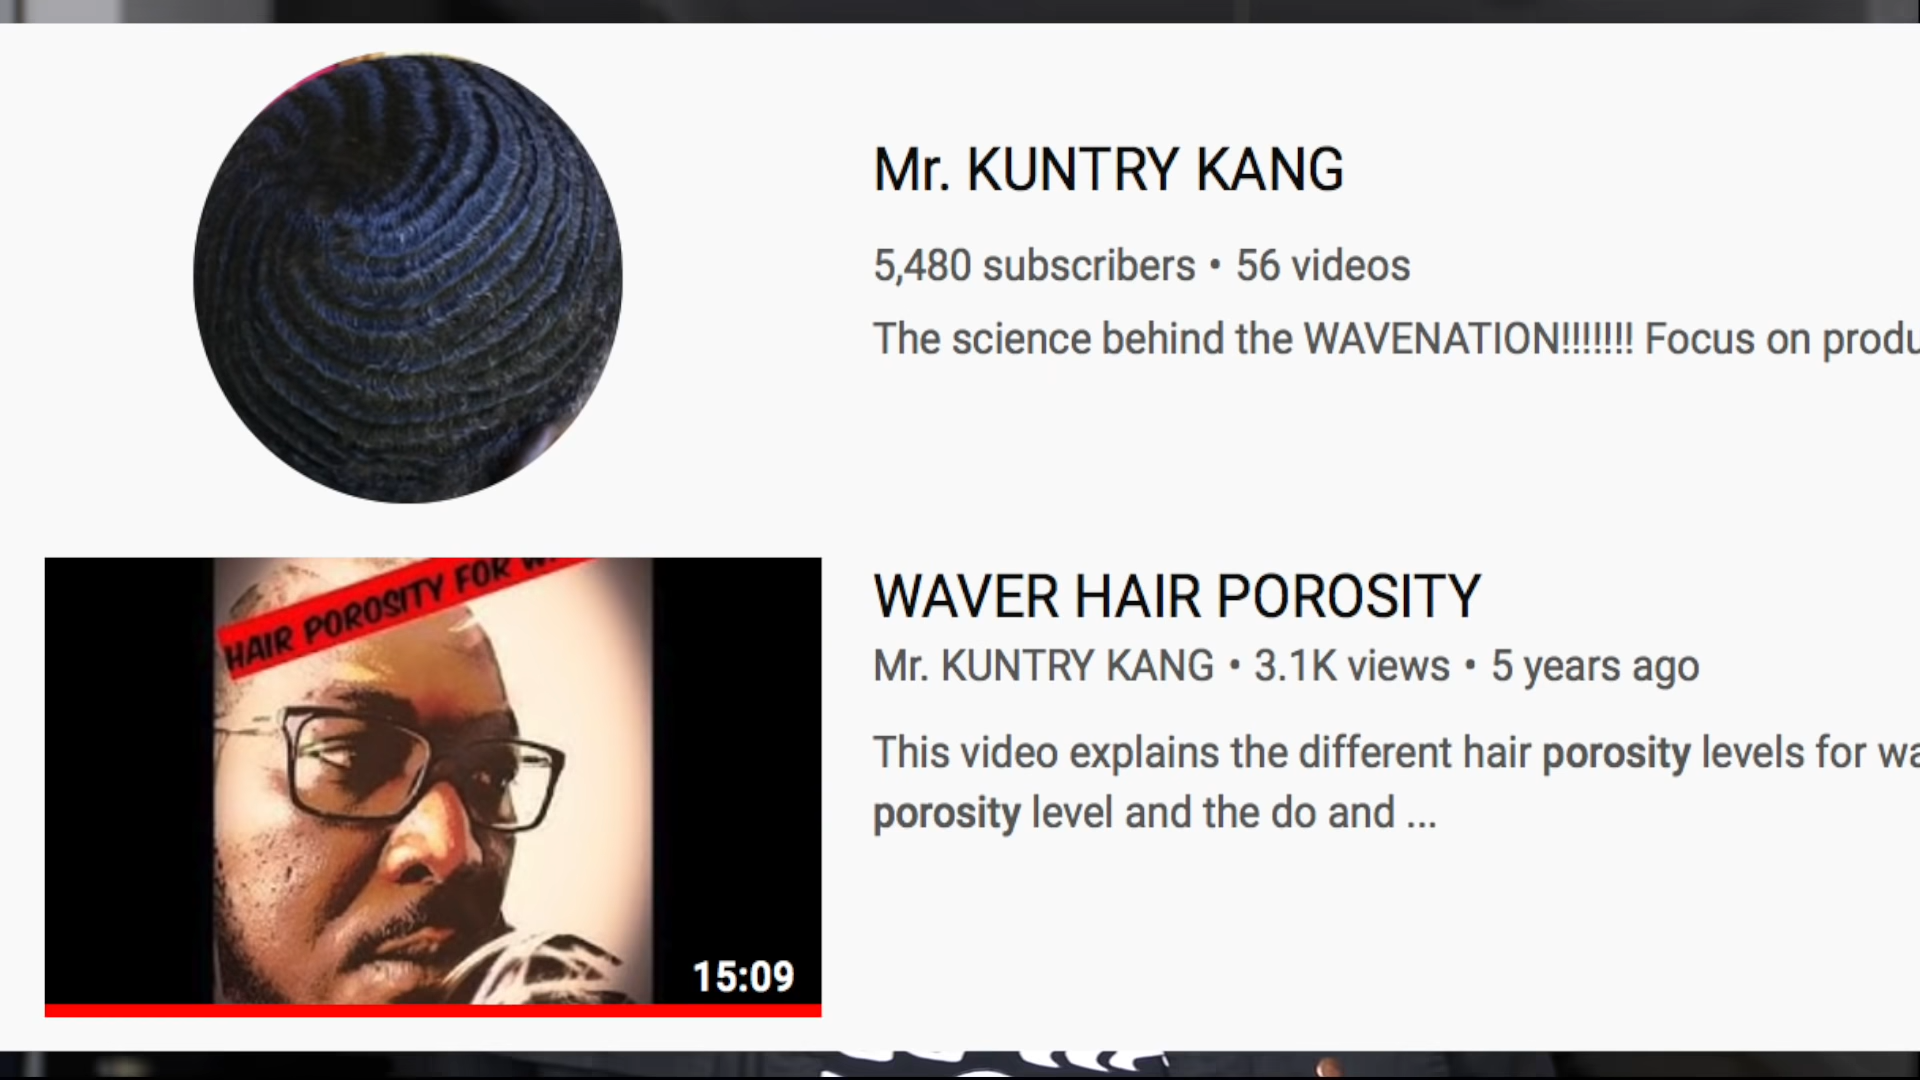 Mr. KUNTRY KANG
5,480 subscribers • 56 videos
The science behind the WAVENATION!!!!!!! Focus on
HAIR POROSITY FOR
15:09
WAVER HAIR POROSITY
Mr. KUNTRY KANG • 3.1K views • 5 years ago
This video explains the different hair porosity levels for
porosity level and the do and ...